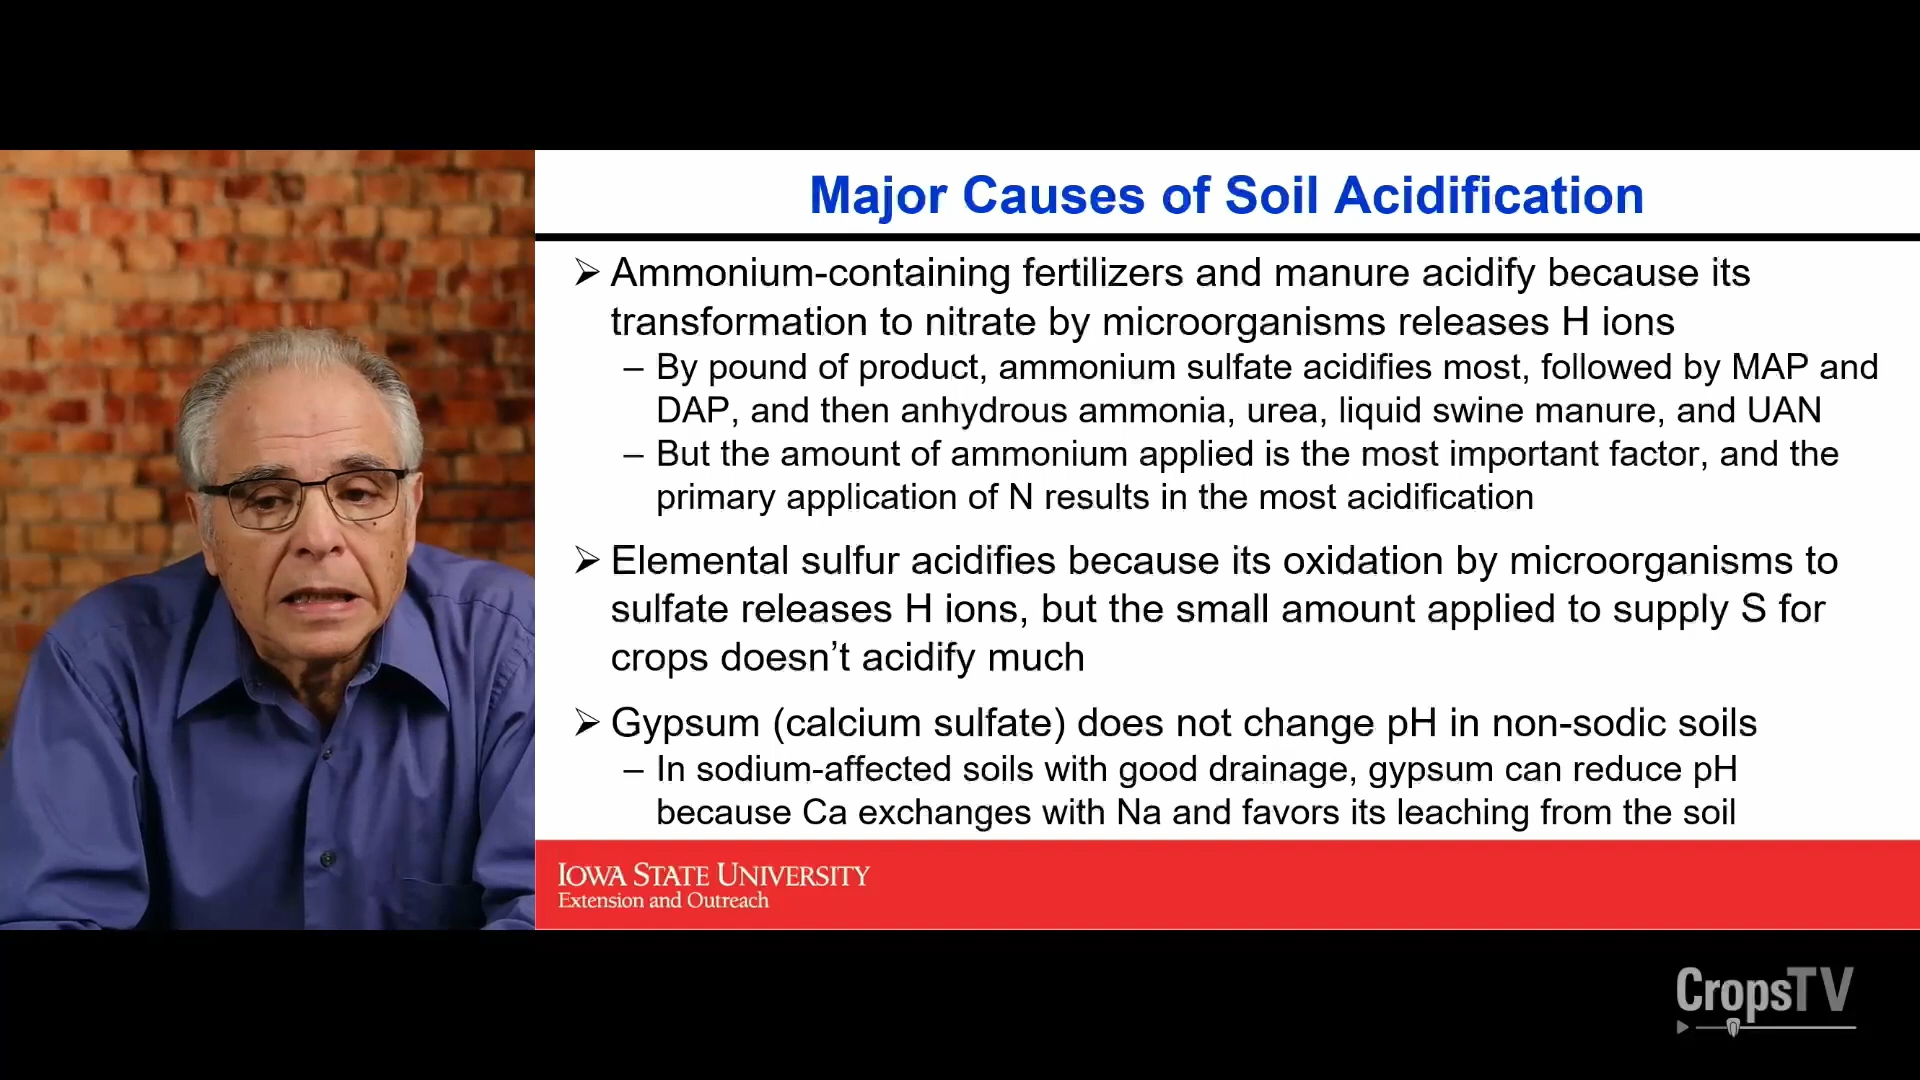 Major Causes of Soil Acidification
➢ Ammonium-containing fertilizers and manure acidify because its
transformation to nitrate by microorganisms releases H ions
– By pound of product, ammonium sulfate acidifies most, followed by MAP and
DAP, and then anhydrous ammonia, urea, liquid swine manure, and UAN
– But the amount of ammonium applied is the most important factor, and the
primary application of N results in the most acidification
➢ Elemental sulfur acidifies because its oxidation by microorganisms to
sulfate releases H ions, but the small amount applied to supply S for
crops doesn’t acidify much
➢ Gypsum (calcium sulfate) does not change pH in non-sodic soils
– In sodium-affected soils with good drainage, gypsum can reduce pH
because Ca exchanges with Na and favors its leaching from the soil
IOWA STATE UNIVERSITY
Extension and Outreach
CropsTV